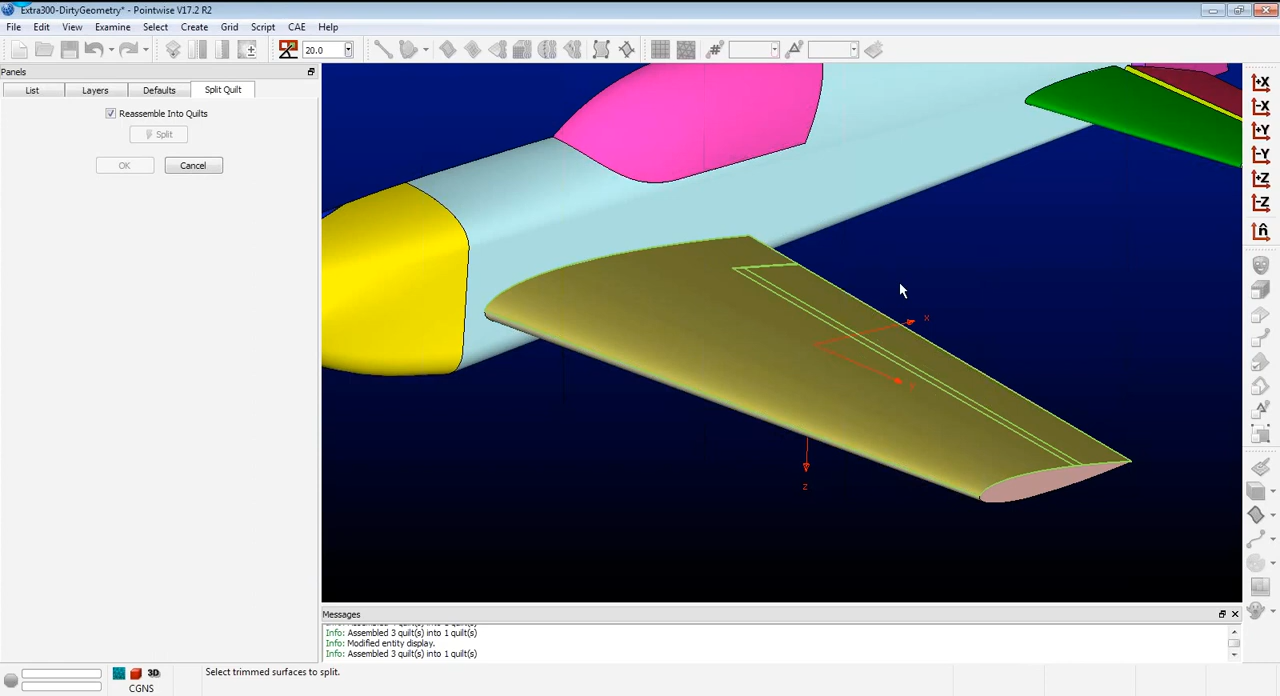 Extra300-DirtyGeometry* - Pointwise V17.2 R2
File Edit View Examine Select Create Grid Script CAE Help
20.0
Panels
List Layers Defaults Split Quilt
Reassemble Into Quilts
Split
OK Cancel
+X
-X
+Y
-Y
+Z
-Z
n̂
x
y
z
Messages
Info: Assembled 3 quilt(s) into 1 quilt(s)
Info: Modified entity display.
Info: Assembled 3 quilt(s) into 1 quilt(s)
3D
Select trimmed surfaces to split.
CGNS